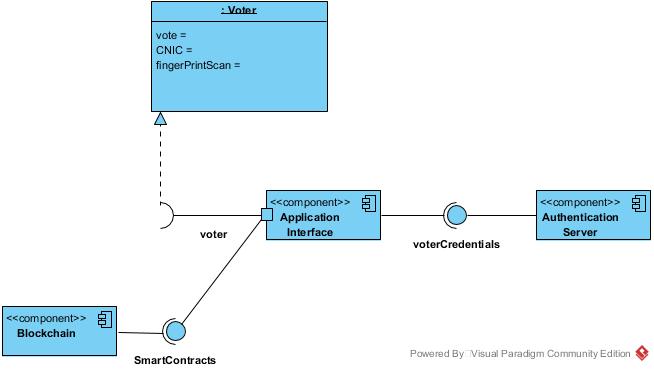 : Voter
vote =
CNIC =
fingerPrintScan =
<<component>>
Application
Interface
<<component>>
Authentication
Server
voter
voterCredentials
<<component>>
Blockchain
SmartContracts
Powered By Visual Paradigm Community Edition